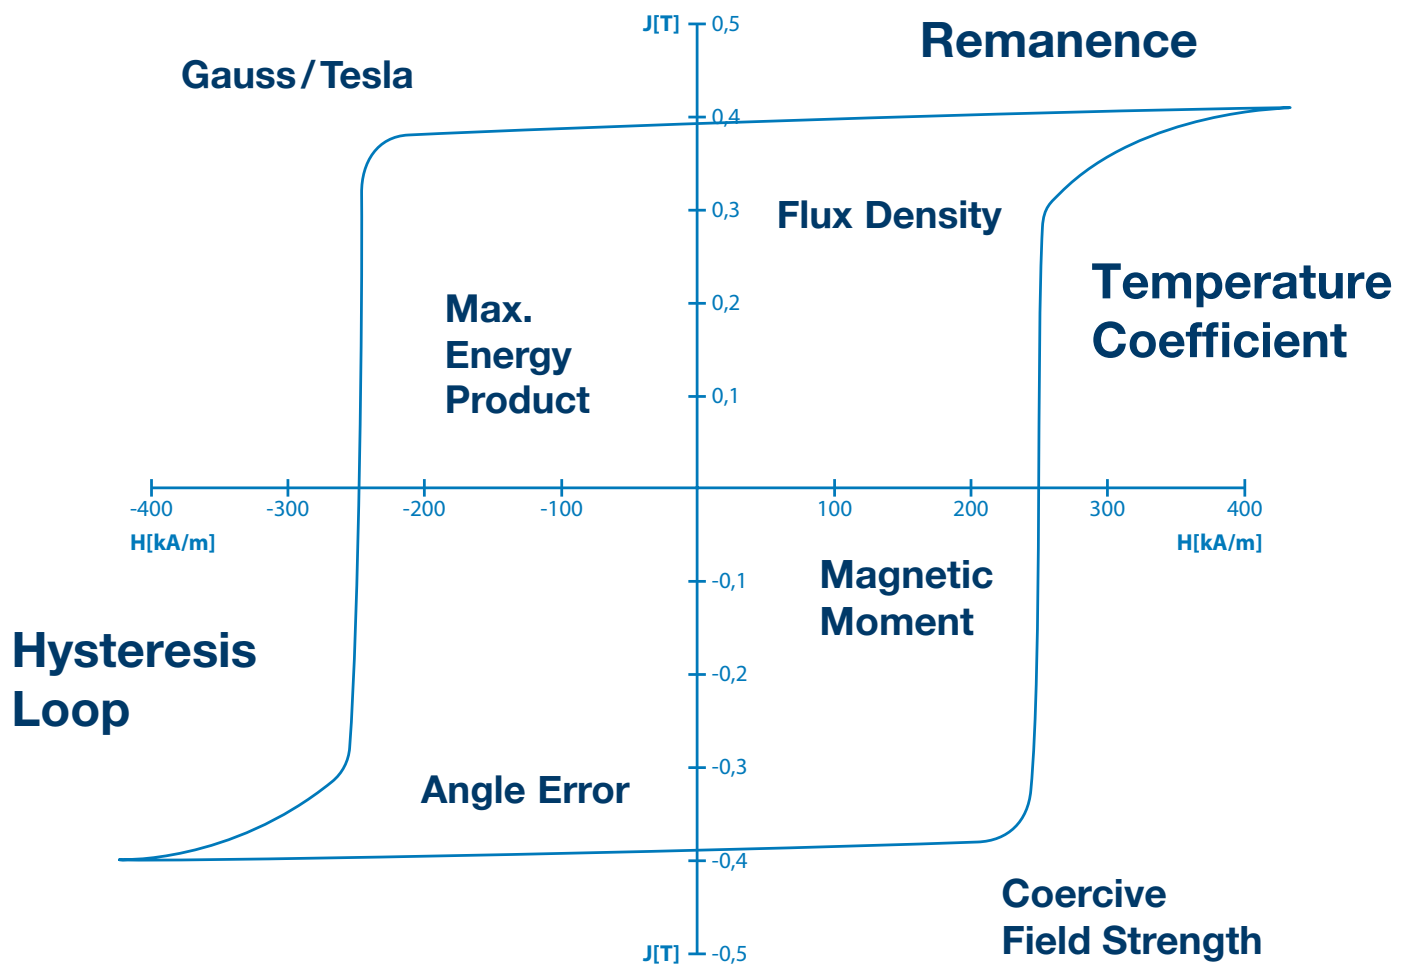 J[T]
0,5
Remanence
Gauss / Tesla
0,4
0,3
Flux Density
Temperature
Coefficient
Max.
Energy
Product
0,2
0,1
-400
-300
-200
-100
100
200
300
400
H[kA/m]
H[kA/m]
-0,1
Magnetic
Moment
Hysteresis
Loop
-0,2
-0,3
Angle Error
-0,4
Coercive
Field Strength
J[T]
-0,5